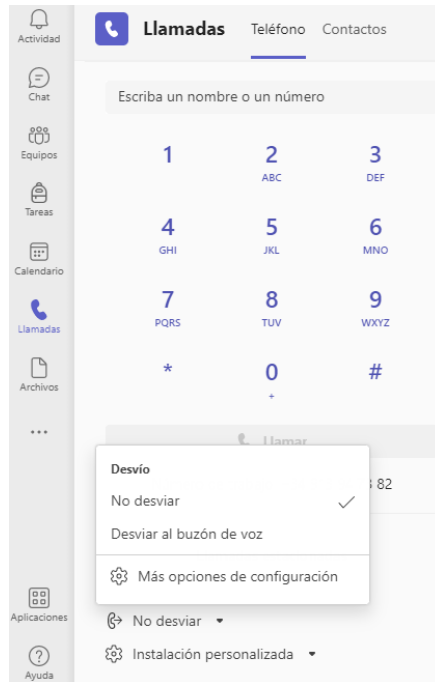 Actividad
Chat
Equipos
Tareas
Calendario
Llamadas
Archivos
...
Aplicaciones
Ayuda
Llamadas Teléfono Contactos
Escriba un nombre o un número
1 2 3
ABC DEF
4 5 6
GHI JKL MNO
7 8 9
PQRS TUV WXYZ
* 0 #
+
Llamar
82
Desvío
No desviar
Desviar al buzón de voz
Más opciones de configuración
No desviar
Instalación personalizada